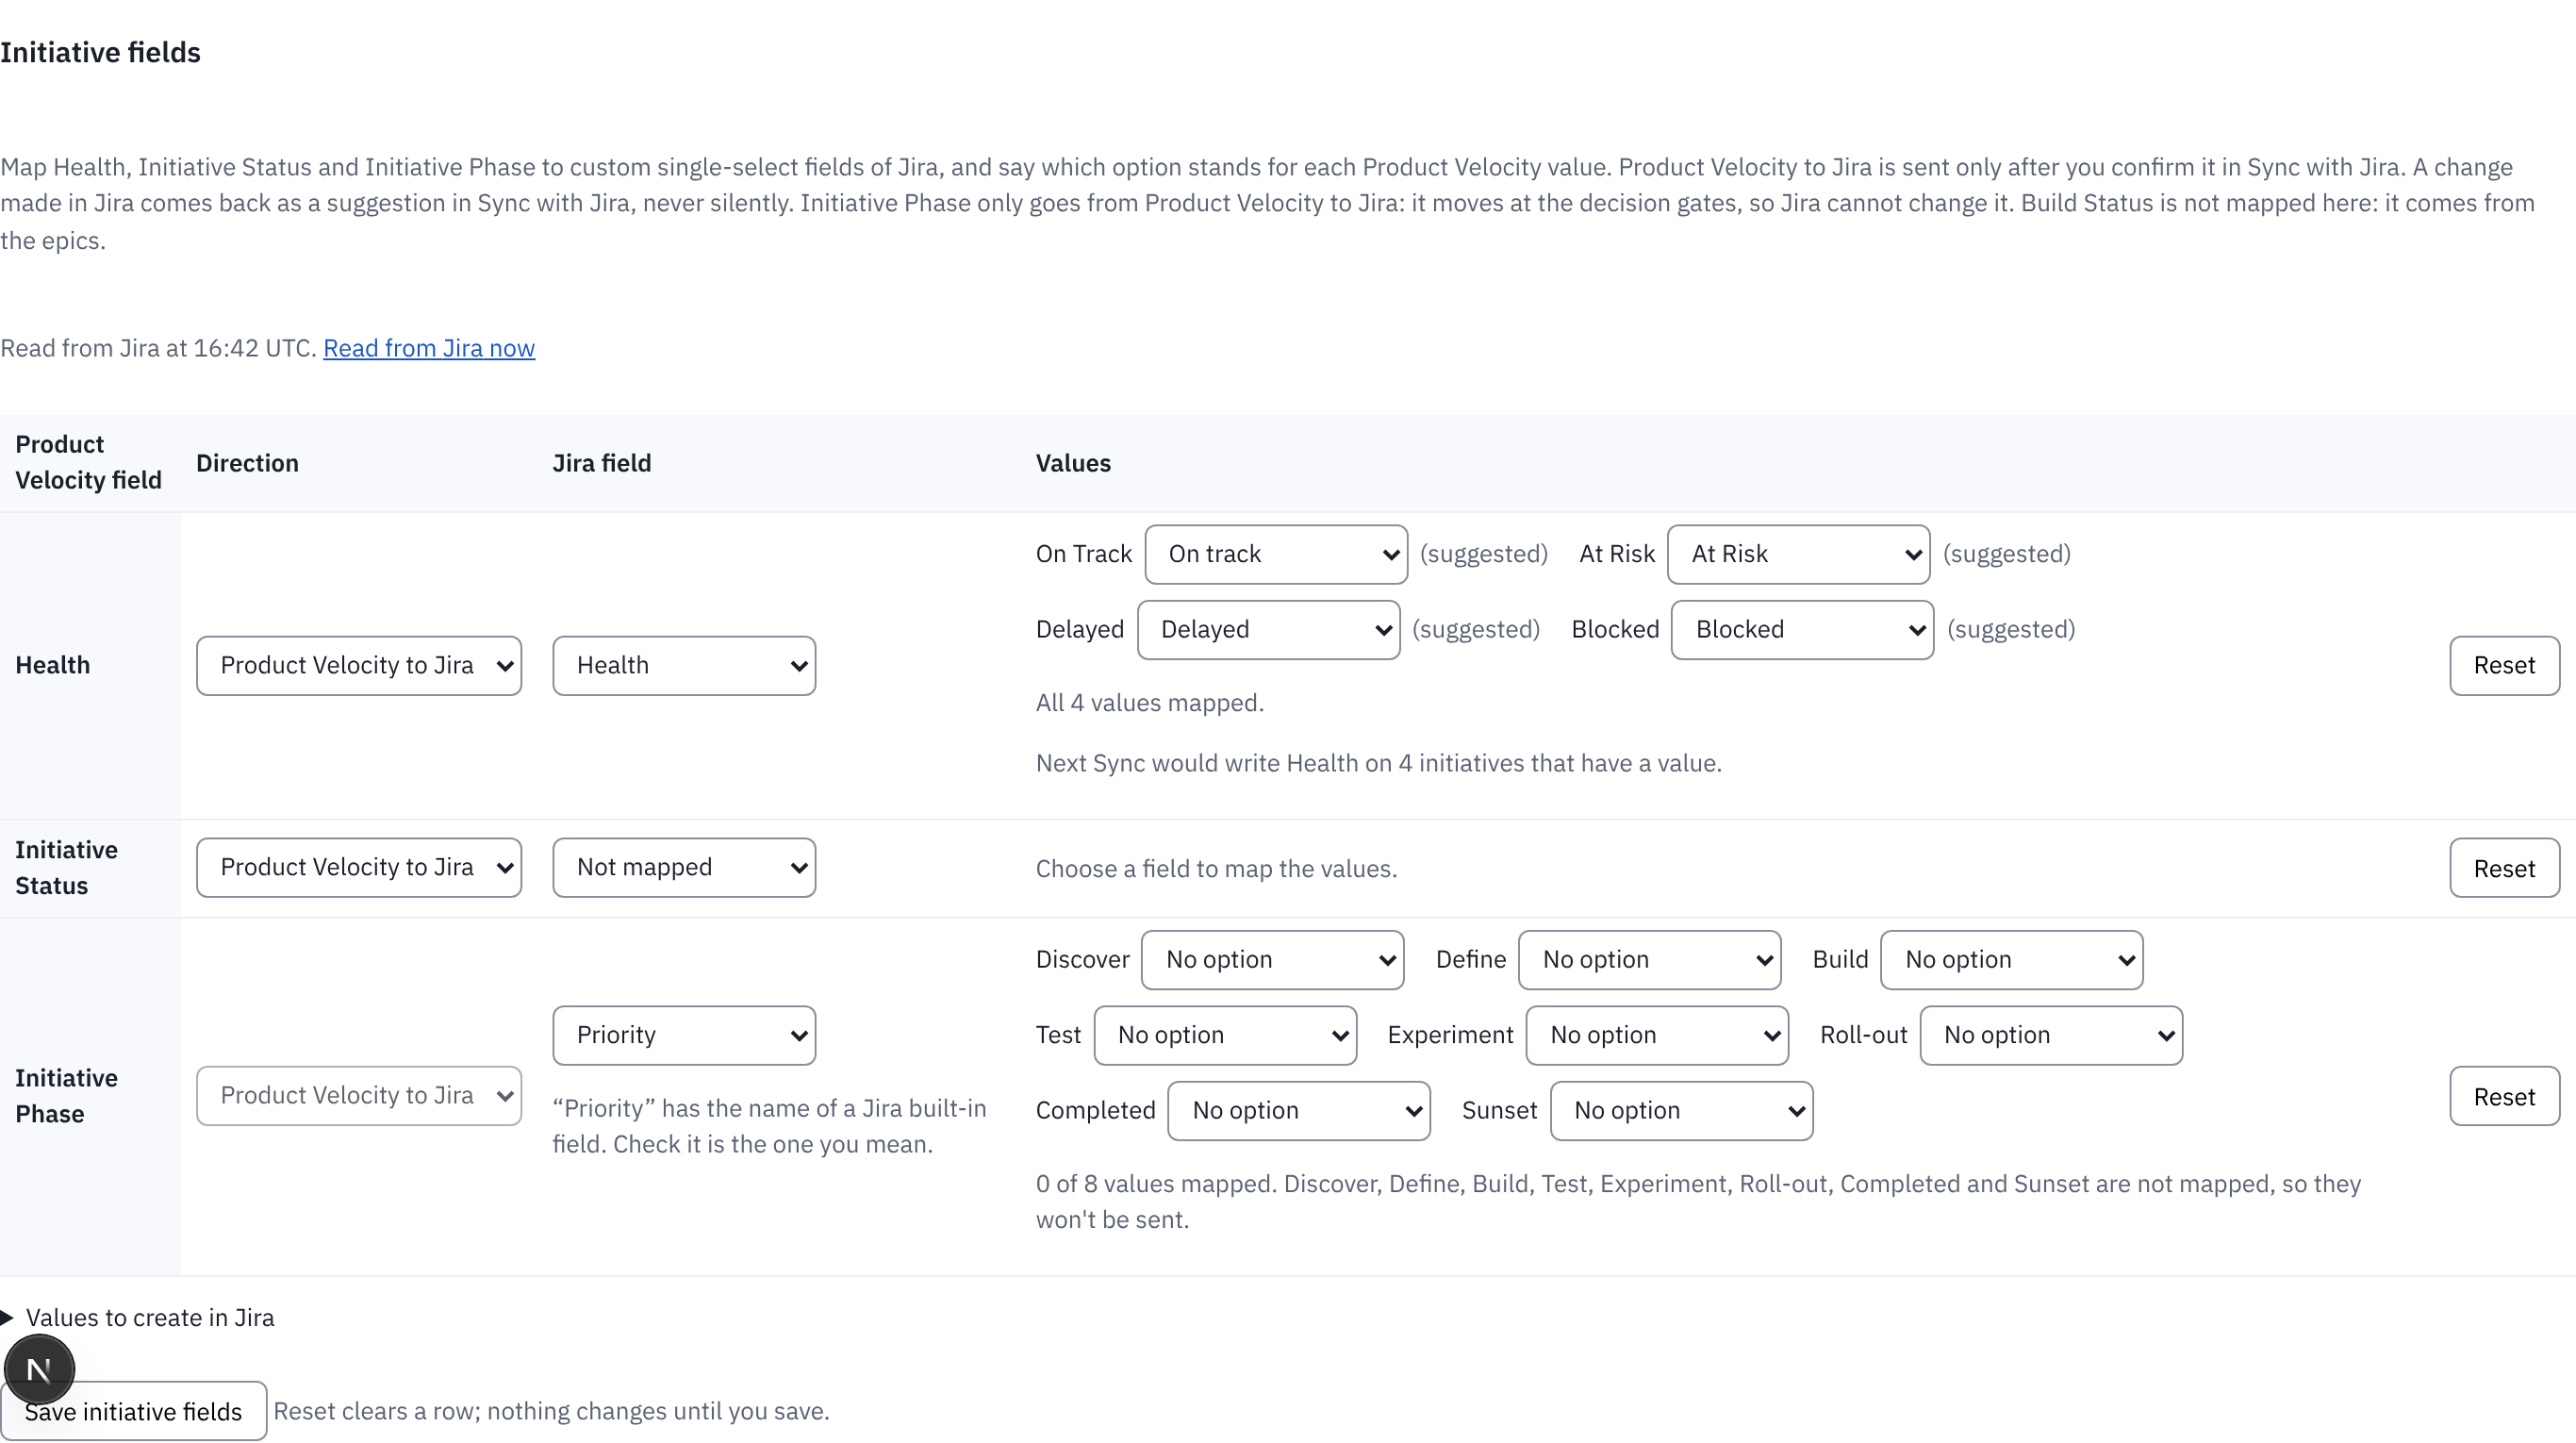 Initiative fields
Map Health, Initiative Status and Initiative Phase to custom single-select fields of Jira, and say which option stands for each Product Velocity value. Product Velocity to Jira is sent only after you confirm it in Sync with Jira. A change
made in Jira comes back as a suggestion in Sync with Jira, never silently. Initiative Phase only goes from Product Velocity to Jira: it moves at the decision gates, so Jira cannot change it. Build Status is not mapped here: it comes from
the epics.
Read from Jira at 16:42 UTC. Read from Jira now
Product
Velocity field
Direction
Jira field
Values
Health
Product Velocity to Jira
Health
On Track On track (suggested) At Risk At Risk (suggested)
Delayed Delayed (suggested) Blocked Blocked (suggested)
All 4 values mapped.
Next Sync would write Health on 4 initiatives that have a value.
Reset
Initiative
Status
Product Velocity to Jira
Not mapped
Choose a field to map the values.
Reset
Initiative
Phase
Product Velocity to Jira
Priority
“Priority” has the name of a Jira built-in
field. Check it is the one you mean.
Discover No option Define No option Build No option
Test No option Experiment No option Roll-out No option
Completed No option Sunset No option
0 of 8 values mapped. Discover, Define, Build, Test, Experiment, Roll-out, Completed and Sunset are not mapped, so they
won't be sent.
Reset
Values to create in Jira
N
Save initiative fields Reset clears a row; nothing changes until you save.